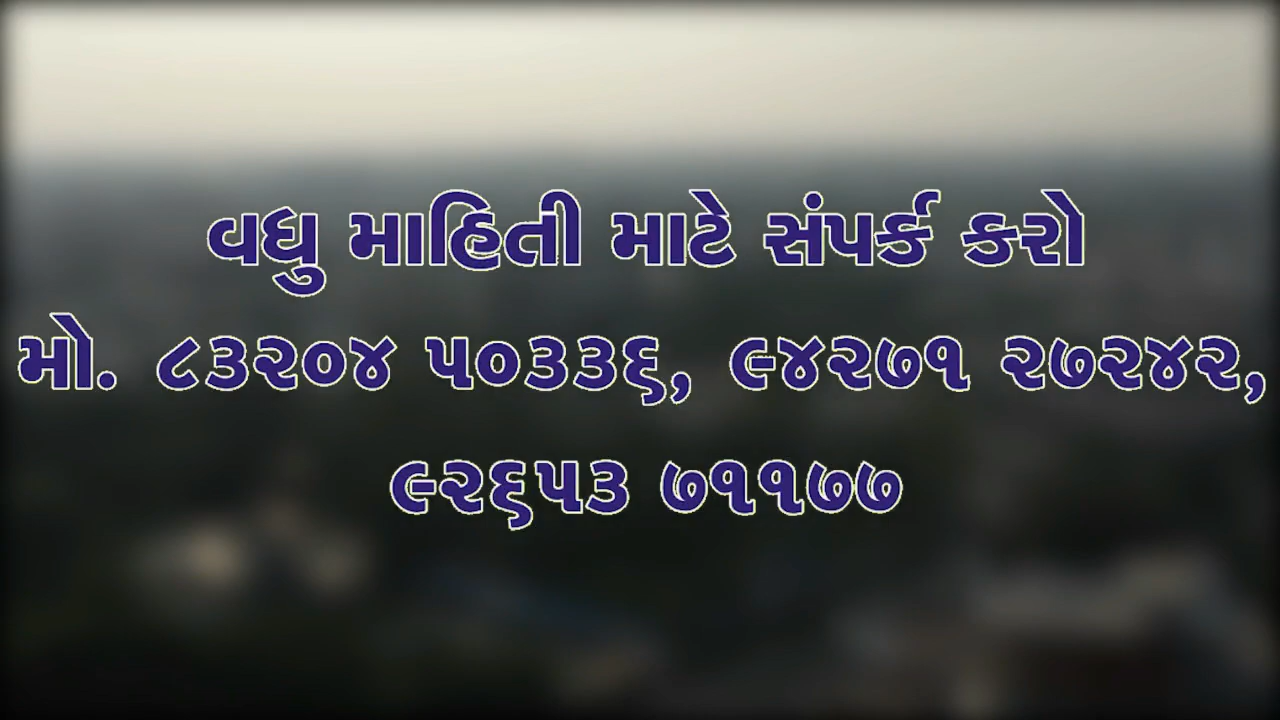 વધુ માહિતી માટે સંપર્ક કરો
મો. ૮૩૨૦૪ ૫૦૩૩૬, ૯૪૨૭૧ ૨૭૨૪૨,
૯૨૬૫૩ ૭૧૧૭૭